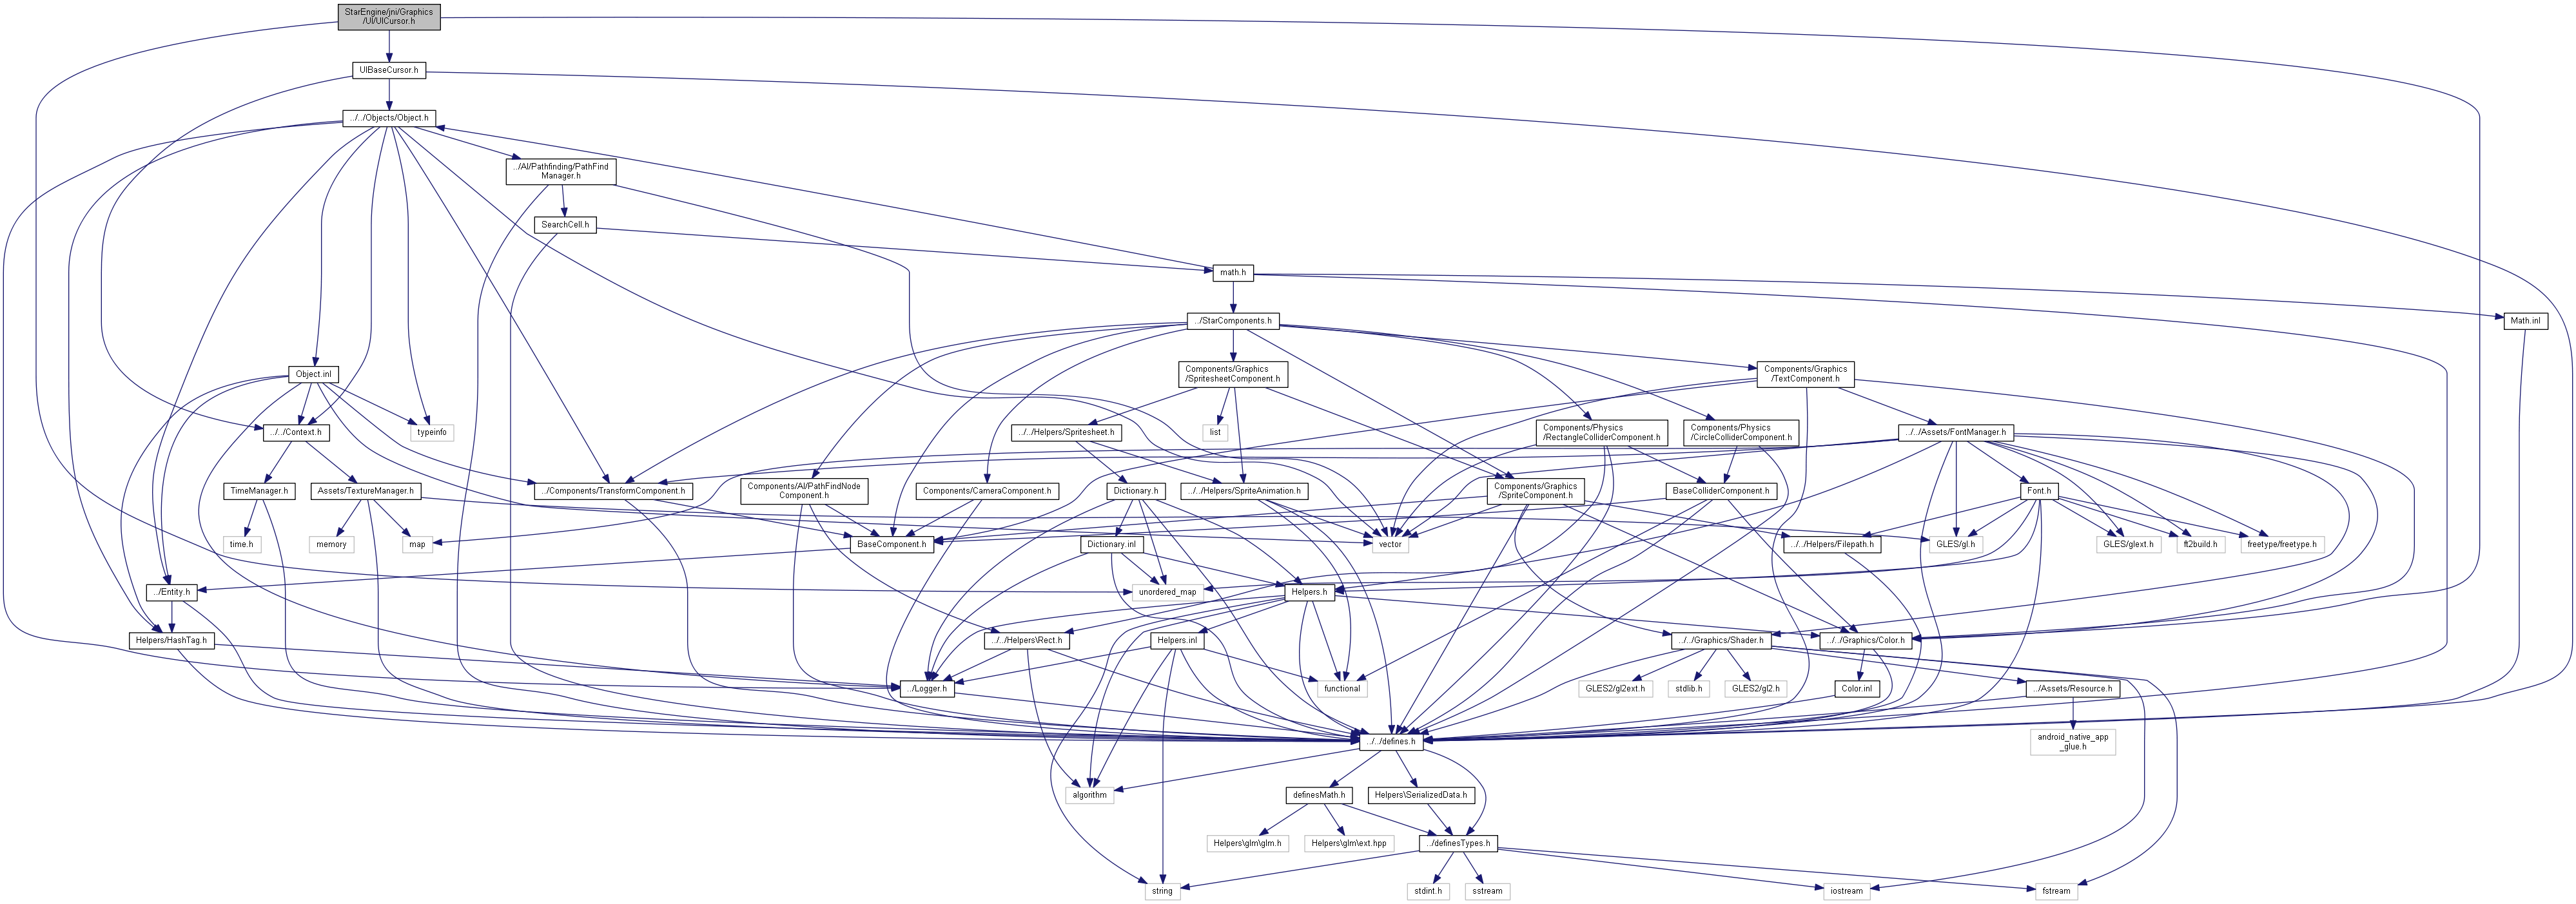 StarEngine/jni/Graphics
/UI/UICursor.h
UIBaseCursor.h
../../Objects/Object.h
../AI/Pathfinding/PathFind
Manager.h
SearchCell.h
math.h
../StarComponents.h
Math.inl
Object.inl
Components/Graphics
/SpritesheetComponent.h
Components/Graphics
/TextComponent.h
../../Context.h
typeinfo
../../Helpers/Spritesheet.h
list
Components/Physics
/RectangleColliderComponent.h
Components/Physics
/CircleColliderComponent.h
../../Assets/FontManager.h
TimeManager.h
Assets/TextureManager.h
../Components/TransformComponent.h
Components/AI/PathFindNode
Component.h
Components/CameraComponent.h
Dictionary.h
../../Helpers/SpriteAnimation.h
Components/Graphics
/SpriteComponent.h
BaseColliderComponent.h
Font.h
time.h
memory
map
BaseComponent.h
Dictionary.inl
vector
../../Helpers/Filepath.h
GLES/gl.h
GLES/glext.h
ft2build.h
freetype/freetype.h
../Entity.h
unordered_map
Helpers.h
Helpers/HashTag.h
../../Helpers\Rect.h
Helpers.inl
../../Graphics/Shader.h
../../Graphics/Color.h
../Logger.h
functional
GLES2/gl2ext.h
stdlib.h
GLES2/gl2.h
Color.inl
../Assets/Resource.h
../../defines.h
android_native_app
_glue.h
algorithm
definesMath.h
Helpers\SerializedData.h
Helpers\glm\glm.h
Helpers\glm\ext.hpp
../definesTypes.h
string
stdint.h
sstream
iostream
fstream